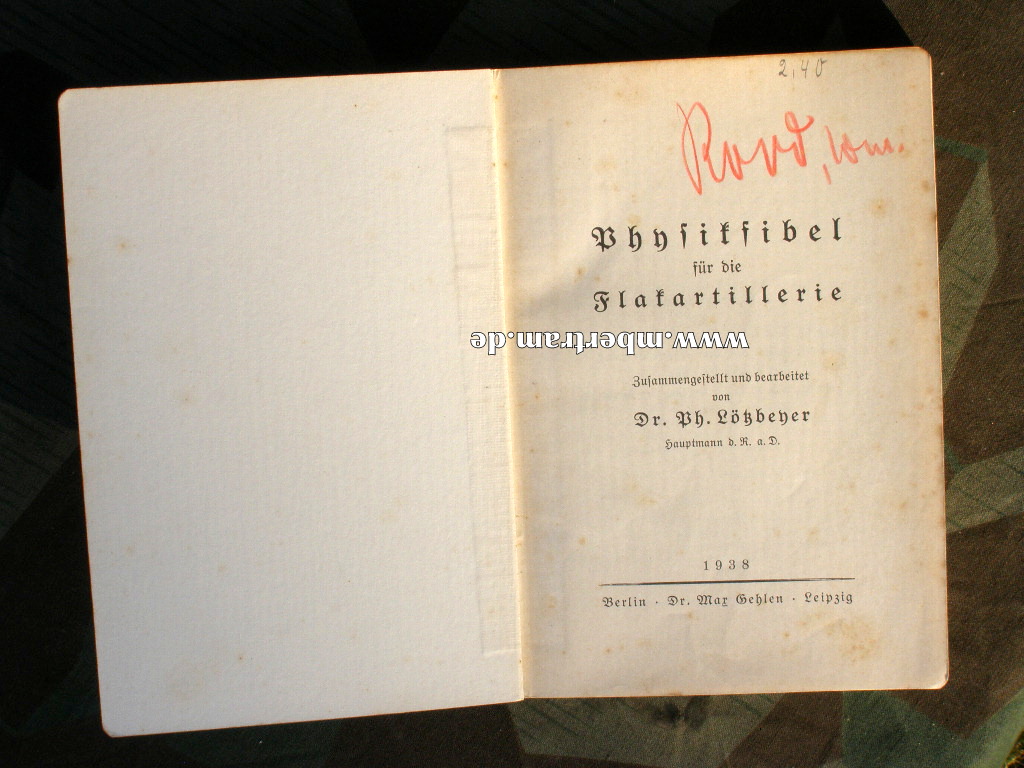 2,40
Physikfibel
für die
Flakartillerie
www.mbertram.de
Zusammengestellt und bearbeitet
von
Dr. Ph. Lötzbeyer
Hauptmann d. R. a. D.
1938
Berlin · Dr. Max Gehlen · Leipzig